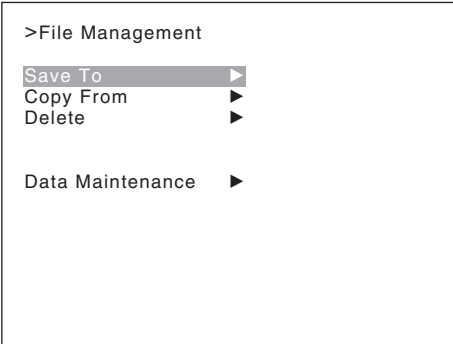 >File Management
Save To ▶
Copy From ▶
Delete ▶
Data Maintenance ▶